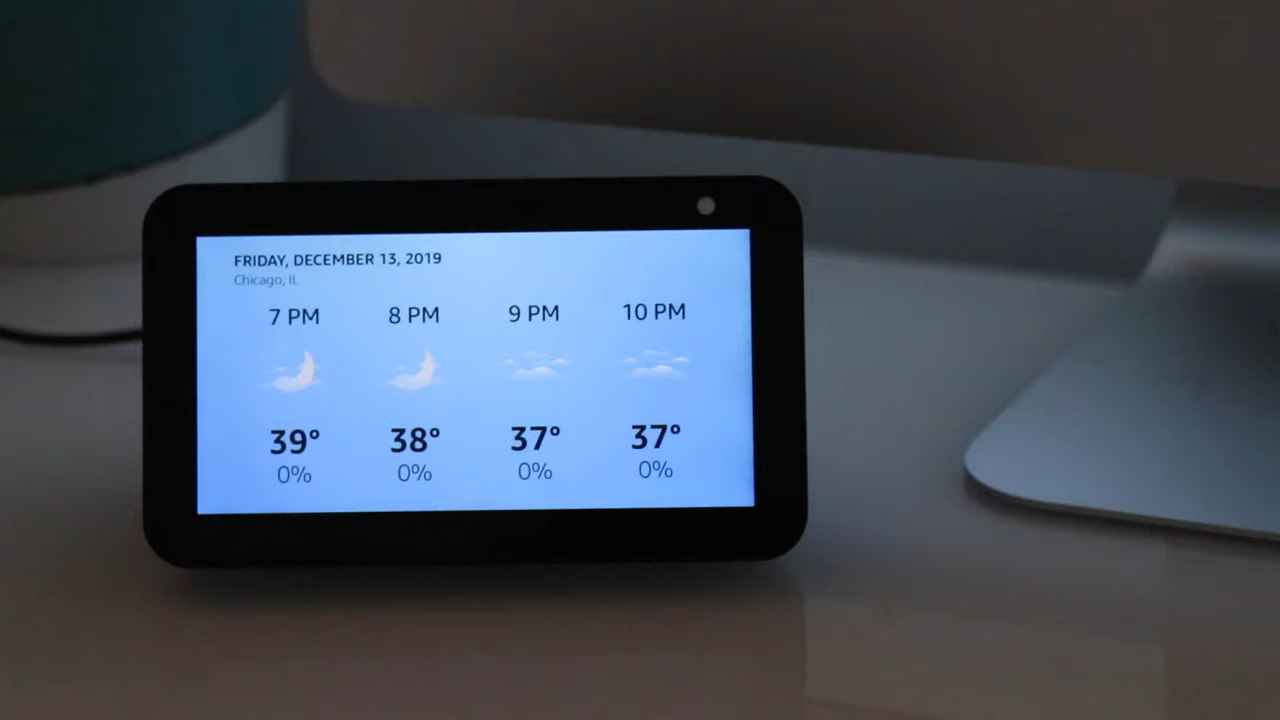 FRIDAY, DECEMBER 13, 2019
Chicago, IL
7 PM 8 PM 9 PM 10 PM
39° 38° 37° 37°
0% 0% 0% 0%